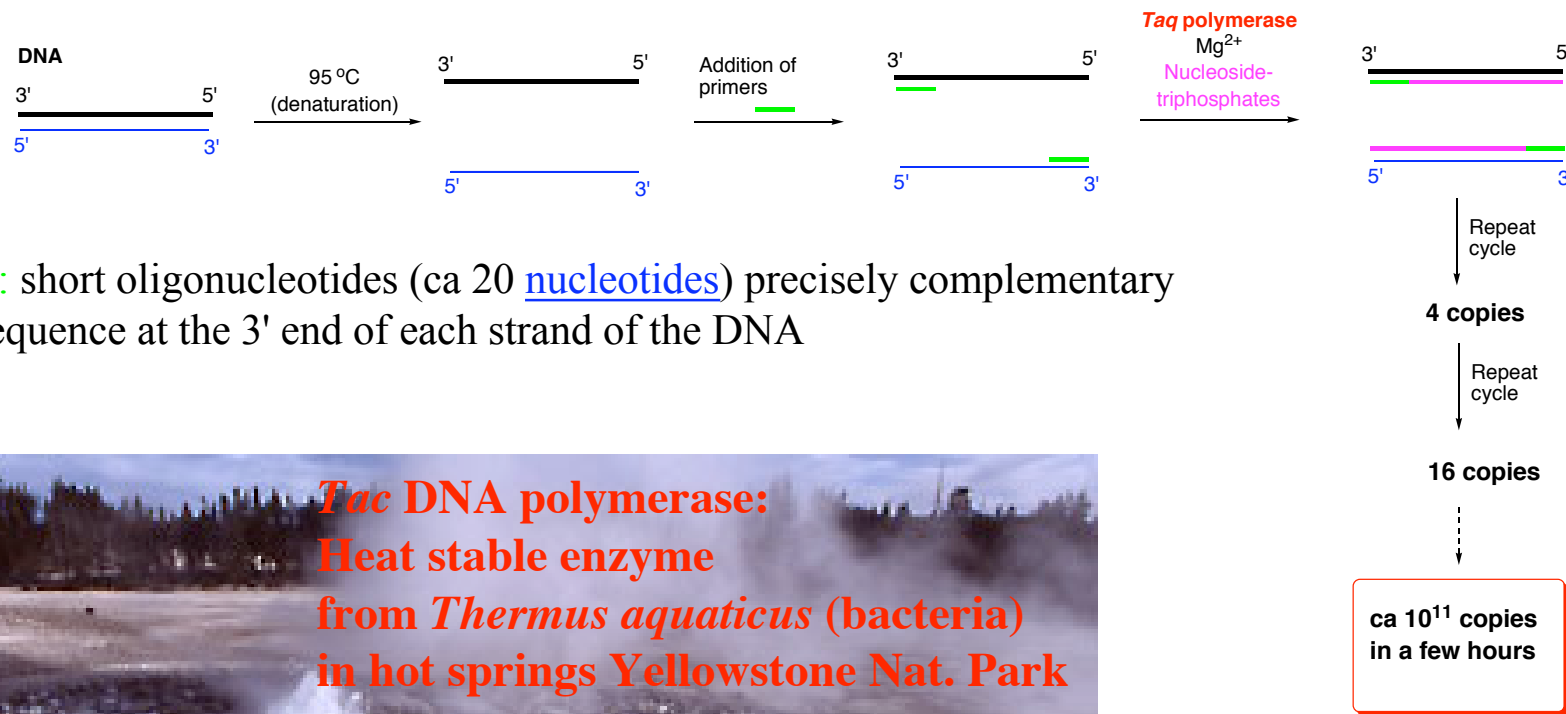 DNA
3' 5'
5' 3'
95 °C
(denaturation)
3' 5'
5' 3'
Addition of
primers
3' 5'
5' 3'
Taq polymerase
Mg2+
Nucleoside-
triphosphates
3' 5'
5' 3
Repeat
cycle
4 copies
Repeat
cycle
16 copies
ca 10¹¹ copies
in a few hours
: short oligonucleotides (ca 20 nucleotides) precisely complementary
equence at the 3' end of each strand of the DNA
Tac DNA polymerase:
Heat stable enzyme
from Thermus aquaticus (bacteria)
in hot springs Yellowstone Nat. Park